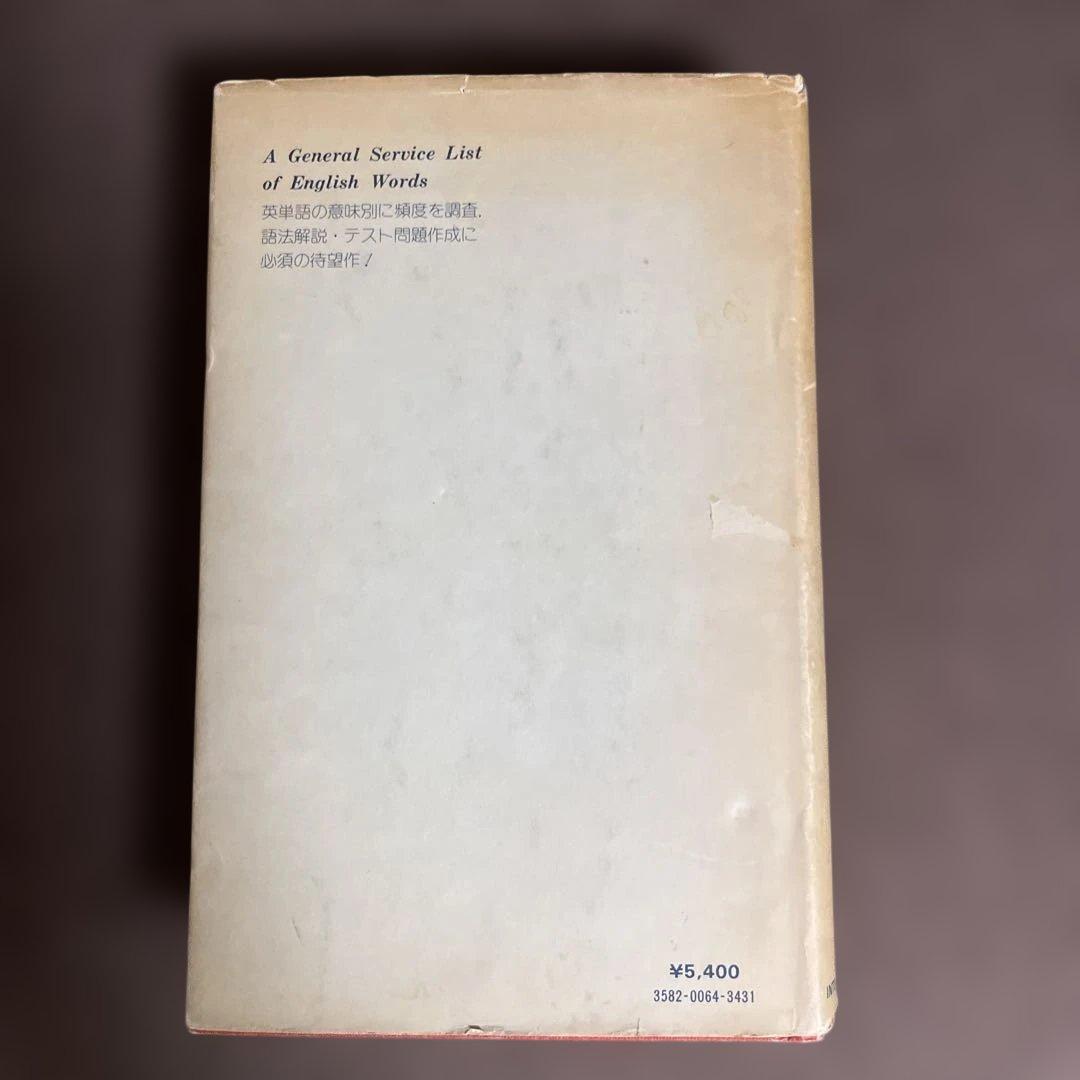 A General Service List
of English Words
英単語の意味別に頻度を調査.
語法解説・テスト問題作成に
必須の待望作！
¥5,400
3582-0064-3431